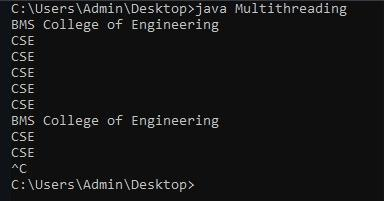 C:\Users\Admin\Desktop>java Multithreading
BMS College of Engineering
CSE
CSE
CSE
CSE
CSE
BMS College of Engineering
CSE
CSE
^C
C:\Users\Admin\Desktop>